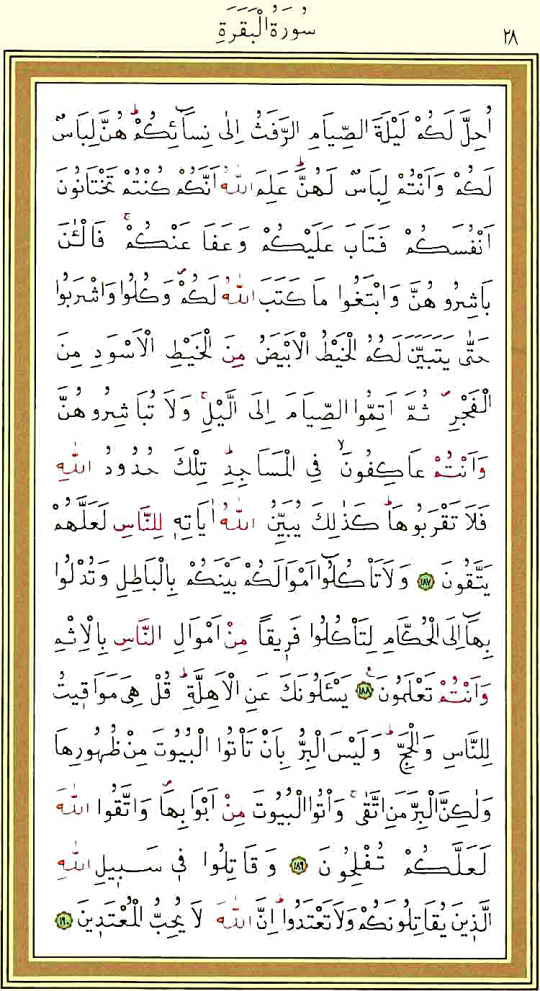 سُورَةُ الْبَقَرَةِ
٢٨
اُحِلَّ لَكُمْ لَيْلَةَ الصِّيَامِ الرَّفَثُ اِلٰى نِسَٓائِكُمْۜ هُنَّ لِبَاسٌ
لَكُمْ وَاَنْتُمْ لِبَاسٌ لَهُنَّۜ عَلِمَ اللّٰهُ اَنَّكُمْ كُنْتُمْ تَخْتَانُونَ
اَنْفُسَكُمْ فَتَابَ عَلَيْكُمْ وَعَفَا عَنْكُمْۚ فَالْـٰٔنَ
بَاشِرُوهُنَّ وَابْتَغُوا مَا كَتَبَ اللّٰهُ لَكُمْۖ وَكُلُوا وَاشْرَبُوا
حَتّٰى يَتَبَيَّنَ لَكُمُ الْخَيْطُ الْاَبْيَضُ مِنَ الْخَيْطِ الْاَسْوَدِ مِنَ
الْفَجْرِۖ ثُمَّ اَتِمُّوا الصِّيَامَ اِلَى الَّيْلِۚ وَلَا تُبَاشِرُوهُنَّ
وَاَنْتُمْ عَاكِفُونَۙ فِي الْمَسَاجِدِۜ تِلْكَ حُدُودُ اللّٰهِ
فَلَا تَقْرَبُوهَاۜ كَذٰلِكَ يُبَيِّنُ اللّٰهُ اٰيَاتِه۪ لِلنَّاسِ لَعَلَّهُمْ
يَتَّقُونَ ﴿١٨٧﴾ وَلَا تَأْكُلُٓوا اَمْوَالَكُمْ بَيْنَكُمْ بِالْبَاطِلِ وَتُدْلُوا
بِهَٓا اِلَى الْحُكَّامِ لِتَأْكُلُوا فَر۪يقاً مِنْ اَمْوَالِ النَّاسِ بِالْاِثْمِ
وَاَنْتُمْ تَعْلَمُونَ۟ ﴿١٨٨﴾ يَسْـَٔلُونَكَ عَنِ الْاَهِلَّةِۜ قُلْ هِيَ مَوَاق۪يتُ
لِلنَّاسِ وَالْحَجِّۜ وَلَيْسَ الْبِرُّ بِاَنْ تَأْتُوا الْبُيُوتَ مِنْ ظُهُورِهَا
وَلٰكِنَّ الْبِرَّ مَنِ اتَّقٰىۚ وَأْتُوا الْبُيُوتَ مِنْ اَبْوَابِهَاۖ وَاتَّقُوا اللّٰهَ
لَعَلَّكُمْ تُفْلِحُونَ ﴿١٨٩﴾ وَقَاتِلُوا ف۪ي سَب۪يلِ اللّٰهِ
الَّذ۪ينَ يُقَاتِلُونَكُمْ وَلَا تَعْتَدُواۜ اِنَّ اللّٰهَ لَا يُحِبُّ الْمُعْتَد۪ينَ ﴿١٩٠﴾